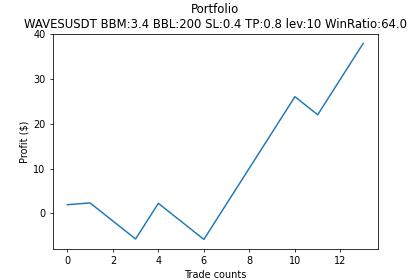 Portfolio
WAVESUSDT BBM:3.4 BBL:200 SL:0.4 TP:0.8 lev:10 WinRatio:64.0
40
30
20
10
0
Profit ($)
0 2 4 6 8 10 12
Trade counts